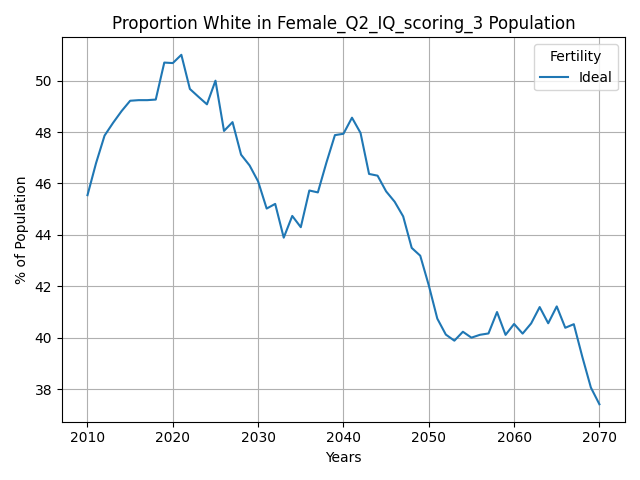 Proportion White in Female_Q2_IQ_scoring_3 Population
Fertility
Ideal
% of Population
50
48
46
44
42
40
38
2010 2020 2030 2040 2050 2060 2070
Years